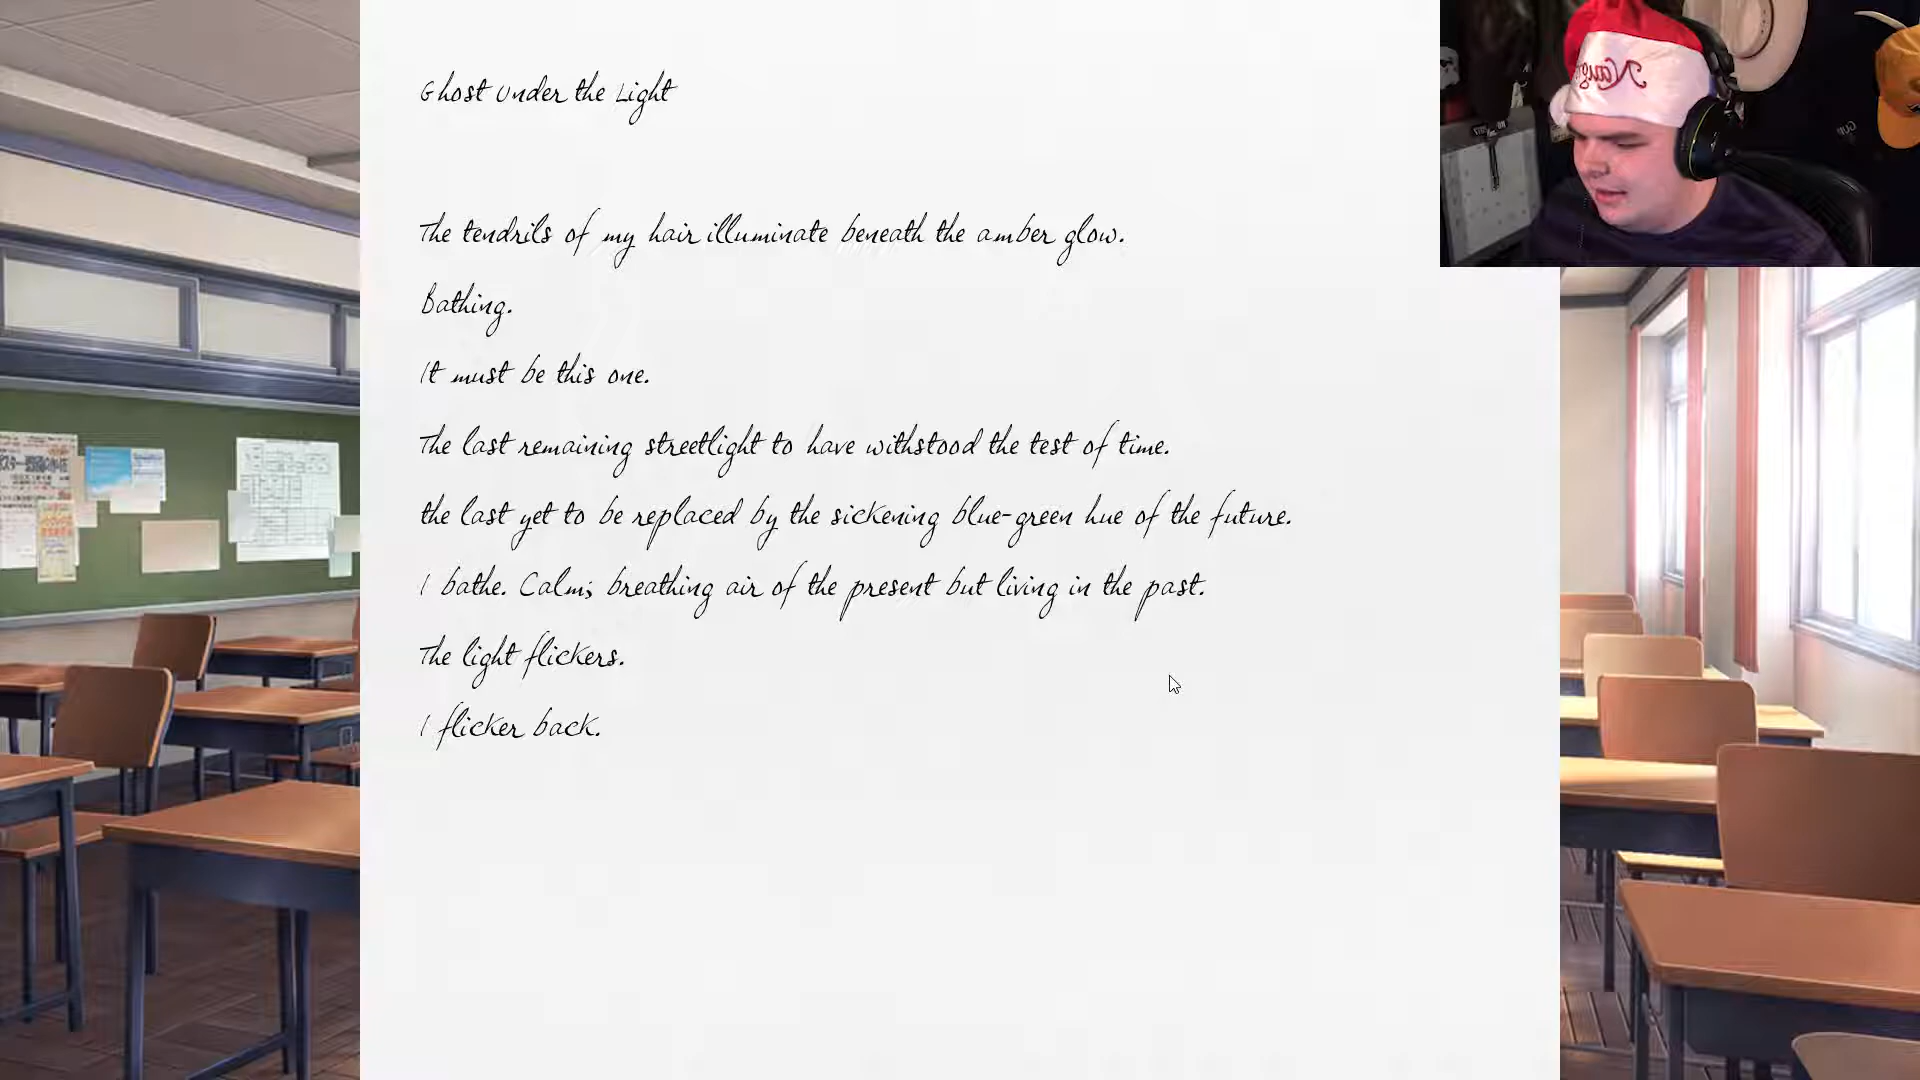 Ghost Under the Light
The tendrils of my hair illuminate beneath the amber glow.
Bathing.
It must be this one.
The last remaining streetlight to have withstood the test of time.
the last yet to be replaced by the sickening blue-green hue of the future.
I bathe. Calm; breathing air of the present but living in the past.
The light flickers.
I flicker back.